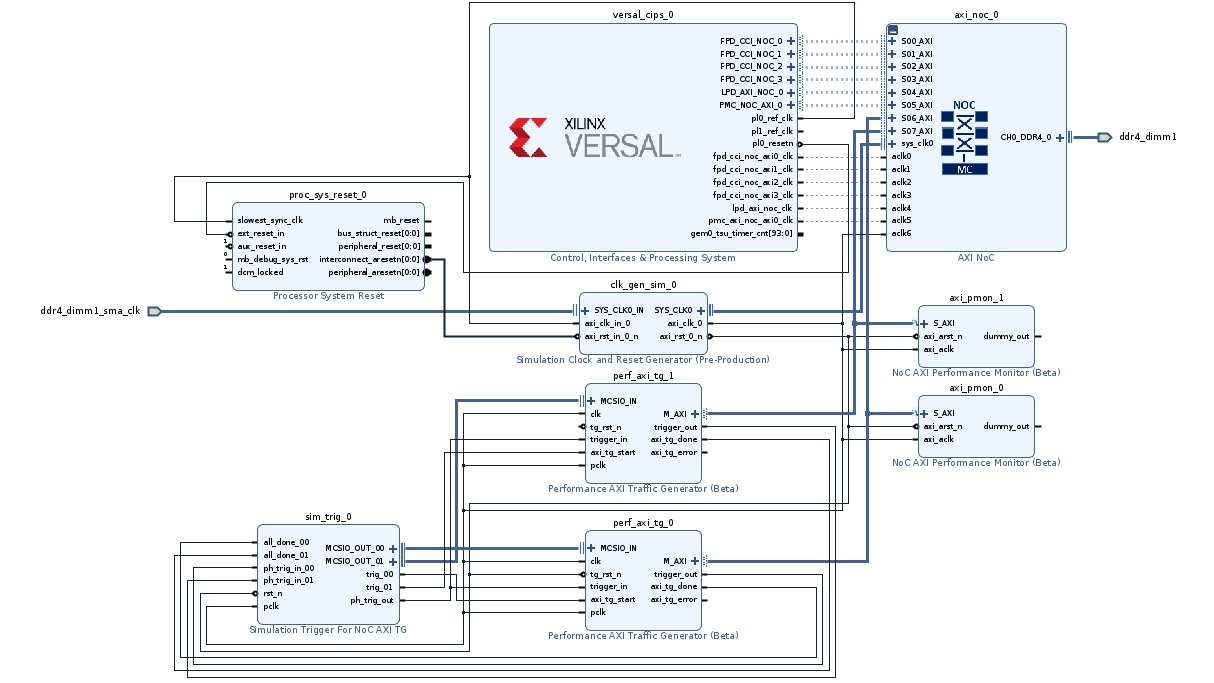 versal_cips_0
FPD_CCI_NOC_0
FPD_CCI_NOC_1
FPD_CCI_NOC_2
FPD_CCI_NOC_3
LPD_AXI_NOC_0
PMC_NOC_AXI_0
pl0_ref_clk
pl1_ref_clk
pl0_resetn
fpd_cci_noc_axi0_clk
fpd_cci_noc_axi1_clk
fpd_cci_noc_axi2_clk
fpd_cci_noc_axi3_clk
lpd_axi_noc_clk
pmc_axi_noc_axi0_clk
gem0_tsu_timer_cnt[93:0]
XILINX
VERSAL
Control, Interfaces & Processing System
axi_noc_0
S00_AXI
S01_AXI
S02_AXI
S03_AXI
S04_AXI
S05_AXI
S06_AXI
S07_AXI
sys_clk0
aclk0
aclk1
aclk2
aclk3
aclk4
aclk5
aclk6
NOC
MC
CH0_DDR4_0
AXI NoC
ddr4_dimm1
proc_sys_reset_0
slowest_sync_clk
ext_reset_in
aux_reset_in
mb_debug_sys_rst
dcm_locked
mb_reset
bus_struct_reset[0:0]
peripheral_reset[0:0]
interconnect_aresetn[0:0]
peripheral_aresetn[0:0]
Processor System Reset
ddr4_dimm1_sma_clk
clk_gen_sim_0
SYS_CLK0_IN
axi_clk_in_0
axi_rst_in_0_n
SYS_CLK0
axi_clk_0
axi_rst_0_n
Simulation Clock and Reset Generator (Pre-Production)
axi_pmon_1
S_AXI
axi_arst_n
axi_aclk
dummy_out
NoC AXI Performance Monitor (Beta)
perf_axi_tg_1
MCSIO_IN
clk
tg_rst_n
trigger_in
axi_tg_start
pclk
M_AXI
trigger_out
axi_tg_done
axi_tg_error
Performance AXI Traffic Generator (Beta)
axi_pmon_0
S_AXI
axi_arst_n
axi_aclk
dummy_out
NoC AXI Performance Monitor (Beta)
sim_trig_0
all_done_00
all_done_01
ph_trig_in_00
ph_trig_in_01
rst_n
pclk
MCSIO_OUT_00
MCSIO_OUT_01
trig_00
trig_01
ph_trig_out
Simulation Trigger For NoC AXI TG
perf_axi_tg_0
MCSIO_IN
clk
tg_rst_n
trigger_in
axi_tg_start
pclk
M_AXI
trigger_out
axi_tg_done
axi_tg_error
Performance AXI Traffic Generator (Beta)